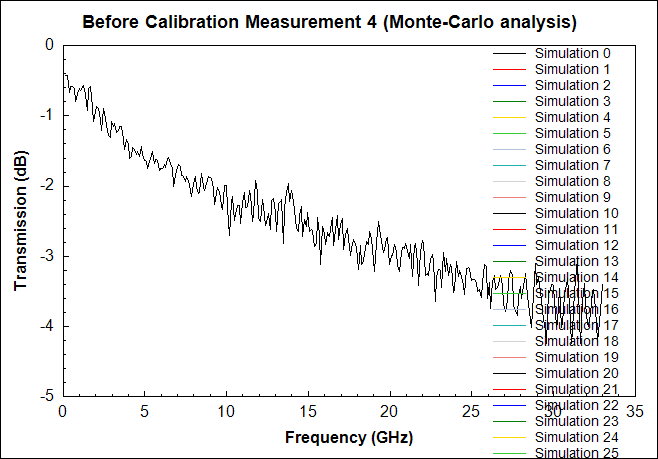 Before Calibration Measurement 4 (Monte-Carlo analysis)
0
-1
-2
-3
-4
-5
Transmission (dB)
Simulation 0
Simulation 1
Simulation 2
Simulation 3
Simulation 4
Simulation 5
Simulation 6
Simulation 7
Simulation 8
Simulation 9
Simulation 10
Simulation 11
Simulation 12
Simulation 13
Simulation 14
Simulation 15
Simulation 16
Simulation 17
Simulation 18
Simulation 19
Simulation 20
Simulation 21
Simulation 22
Simulation 23
Simulation 24
Simulation 25
0 5 10 15 20 25 30 35
Frequency (GHz)